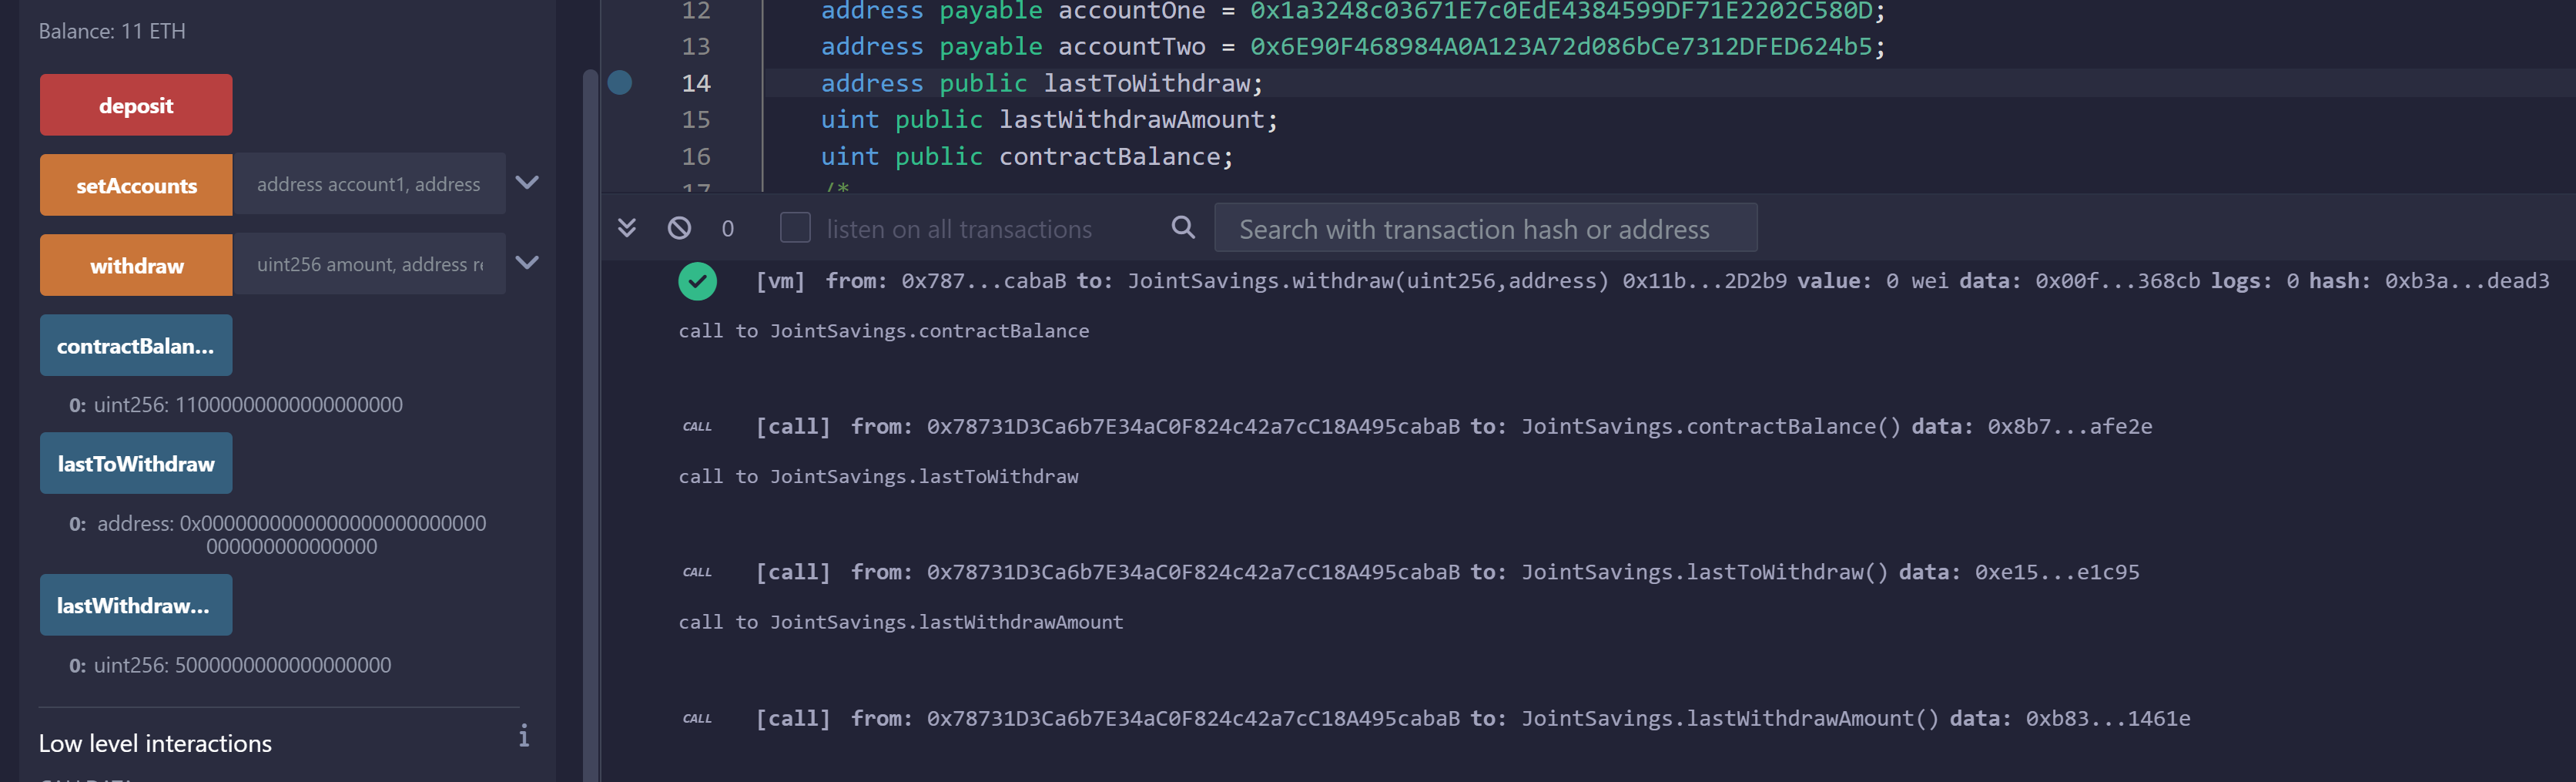 Balance: 11 ETH
deposit
setAccounts address account1, address
withdraw uint256 amount, address re
contractBalan...
0: uint256: 11000000000000000000
lastToWithdraw
0: address: 0x00000000000000000000000000
000000000000000
lastWithdraw...
0: uint256: 5000000000000000000
Low level interactions
12 address payable accountOne = 0x1a3248c03671E7c0EdE4384599DF71E2202C580D;
13 address payable accountTwo = 0x6E90F468984A0A123A72d086bCe7312DFED624b5;
14 address public lastToWithdraw;
15 uint public lastWithdrawAmount;
16 uint public contractBalance;
17 /*
0 listen on all transactions Search with transaction hash or address
[vm] from: 0x787...cabaB to: JointSavings.withdraw(uint256,address) 0x11b...2D2b9 value: 0 wei data: 0x00f...368cb logs: 0 hash: 0xb3a...dead3
call to JointSavings.contractBalance
CALL [call] from: 0x78731D3Ca6b7E34aC0F824c42a7cC18A495cabaB to: JointSavings.contractBalance() data: 0x8b7...afe2e
call to JointSavings.lastToWithdraw
CALL [call] from: 0x78731D3Ca6b7E34aC0F824c42a7cC18A495cabaB to: JointSavings.lastToWithdraw() data: 0xe15...e1c95
call to JointSavings.lastWithdrawAmount
CALL [call] from: 0x78731D3Ca6b7E34aC0F824c42a7cC18A495cabaB to: JointSavings.lastWithdrawAmount() data: 0xb83...1461e